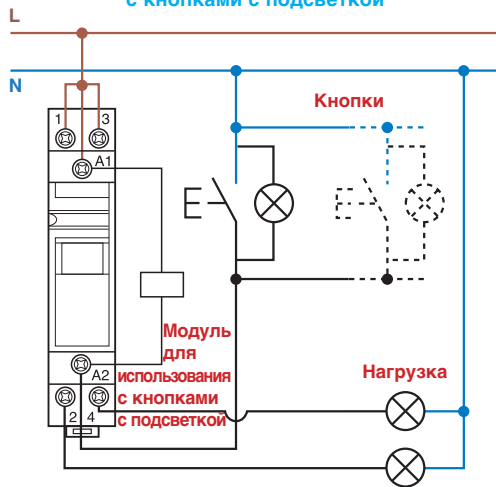 с кнопками с подсветкой
L
N
Кнопки
1 3
A1
Модуль
для
использования
с кнопками
с подсветкой
A2
2 4
Нагрузка